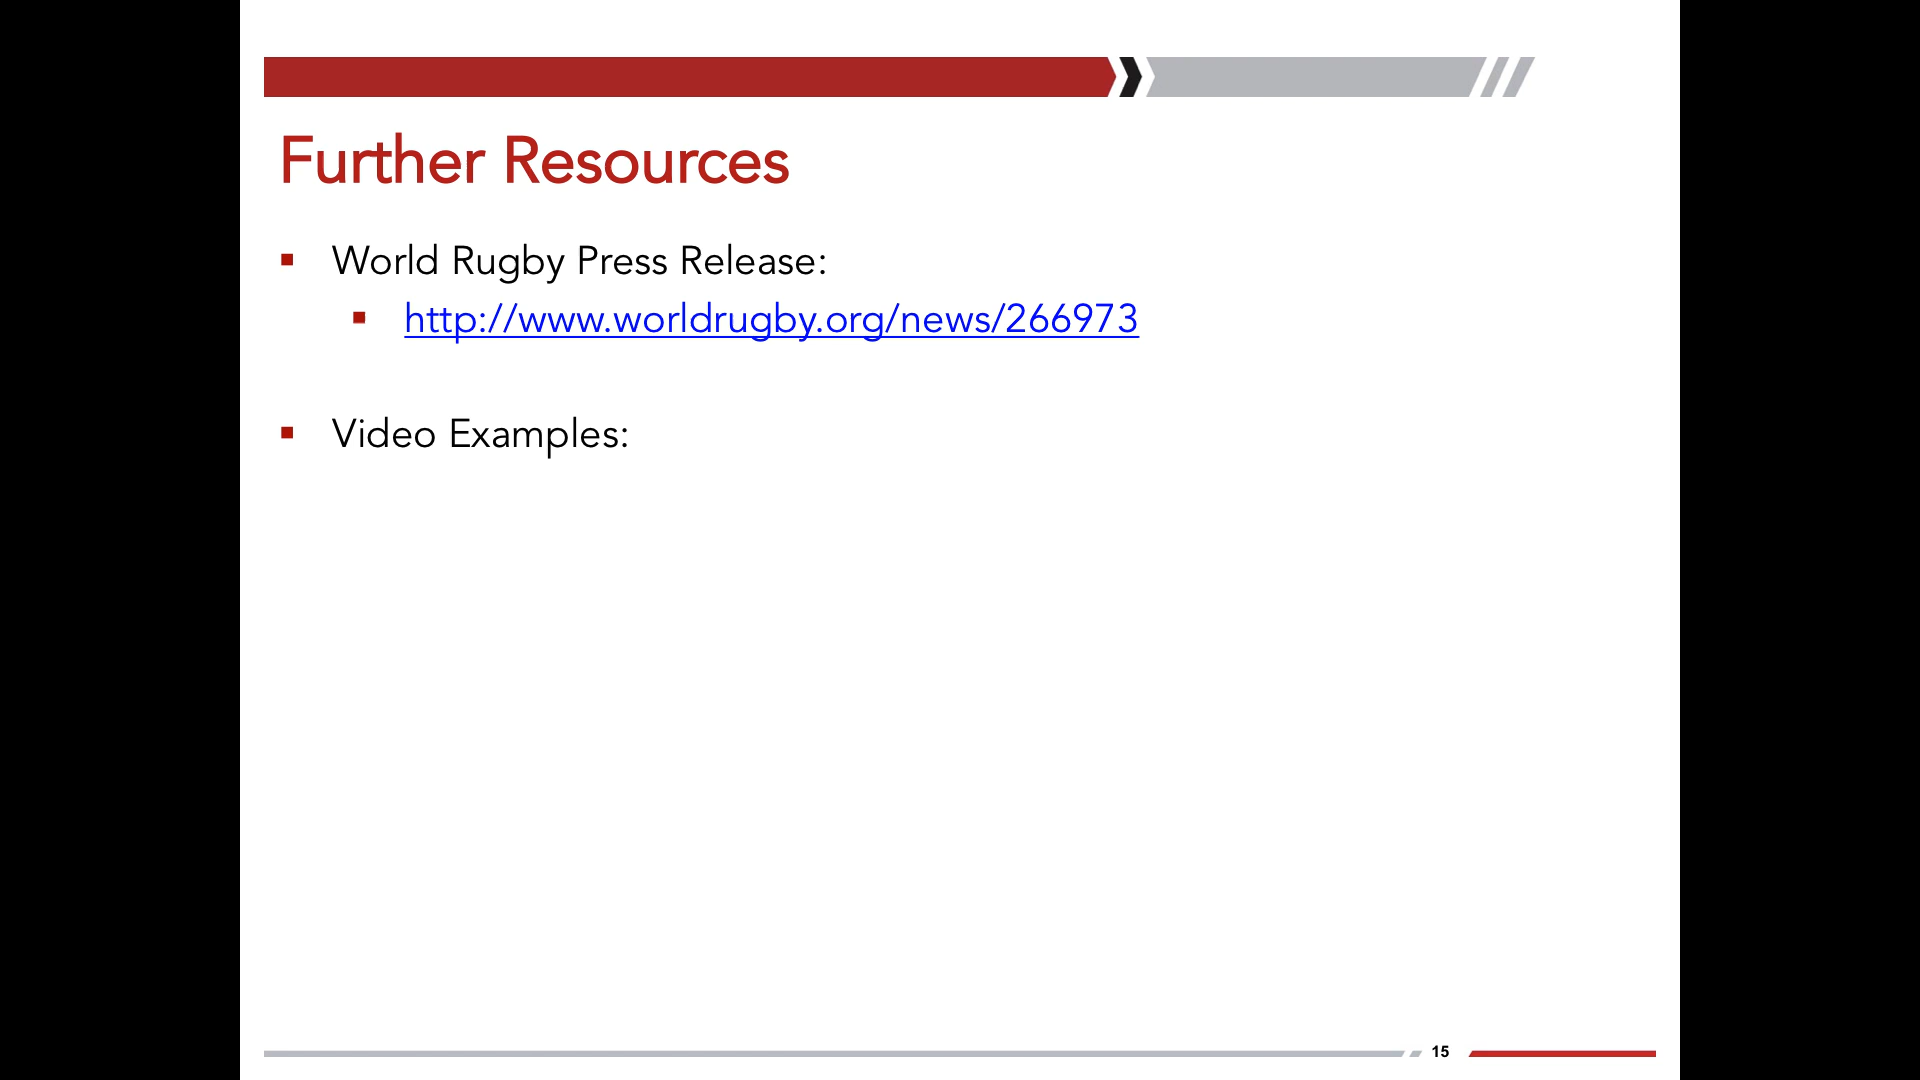 Further Resources
World Rugby Press Release:
http://www.worldrugby.org/news/266973
Video Examples:
15